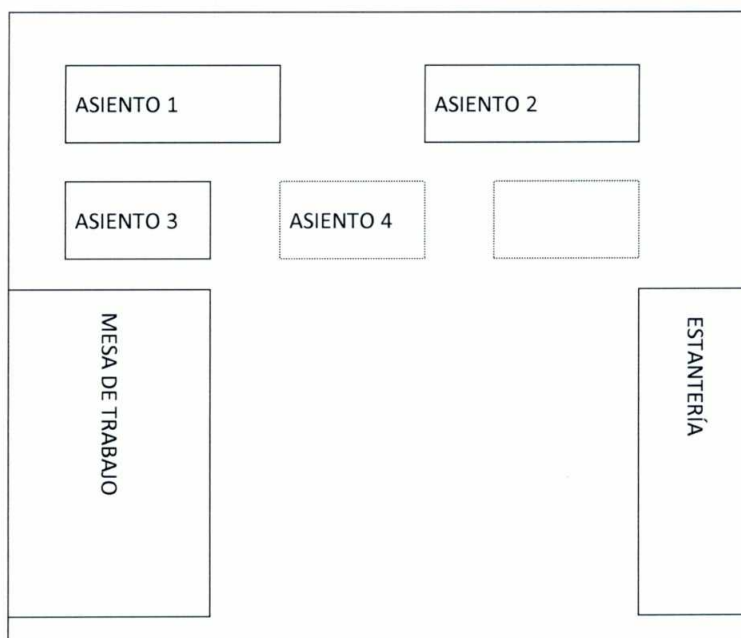 ASIENTO 1
ASIENTO 2
ASIENTO 3
ASIENTO 4
MESA DE TRABAJO
ESTANTERÍA